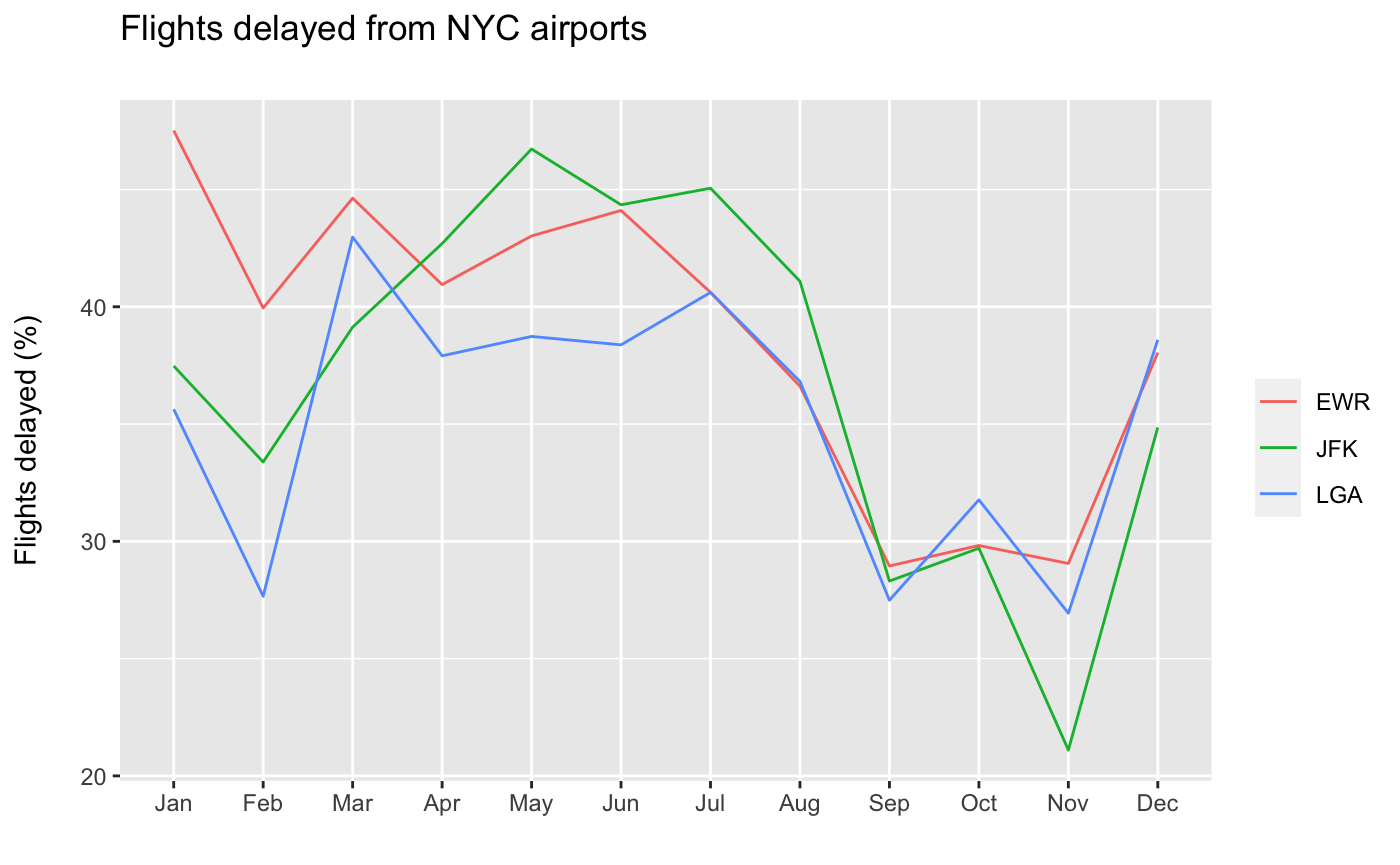 Flights delayed from NYC airports
Flights delayed (%)
40
30
20
Jan Feb Mar Apr May Jun Jul Aug Sep Oct Nov Dec
EWR
JFK
LGA